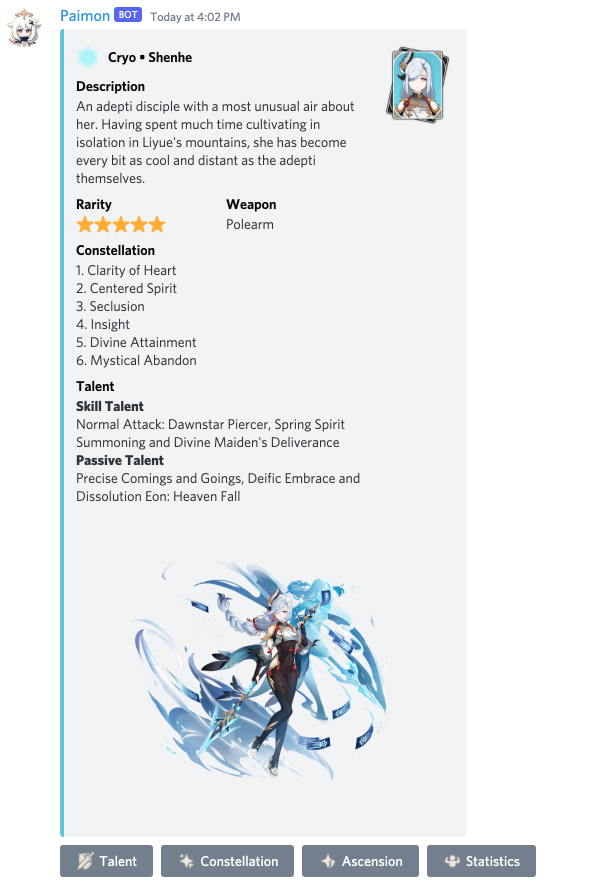 Paimon BOT Today at 4:02 PM
Cryo • Shenhe
Description
An adepti disciple with a most unusual air about
her. Having spent much time cultivating in
isolation in Liyue's mountains, she has become
every bit as cool and distant as the adepti
themselves.
Rarity Weapon
Polearm
Constellation
1. Clarity of Heart
2. Centered Spirit
3. Seclusion
4. Insight
5. Divine Attainment
6. Mystical Abandon
Talent
Skill Talent
Normal Attack: Dawnstar Piercer, Spring Spirit
Summoning and Divine Maiden's Deliverance
Passive Talent
Precise Comings and Goings, Deific Embrace and
Dissolution Eon: Heaven Fall
Talent Constellation Ascension Statistics